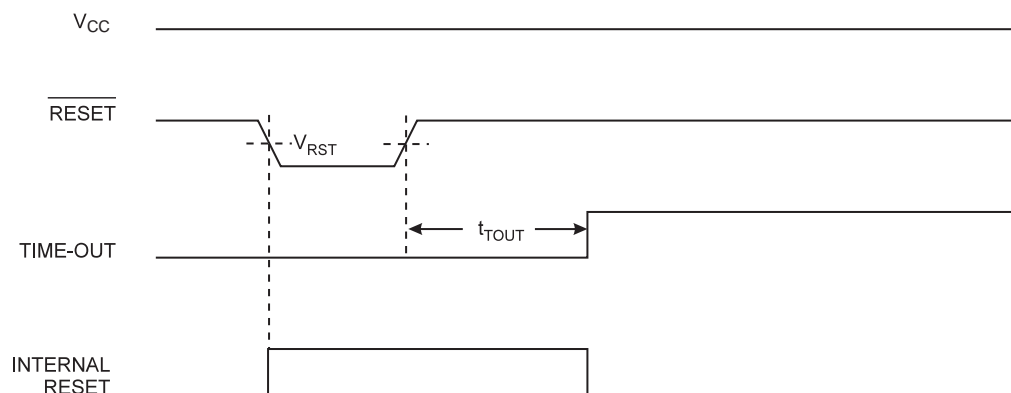 VCC
RESET
VRST
tTOUT
TIME-OUT
INTERNAL
RESET